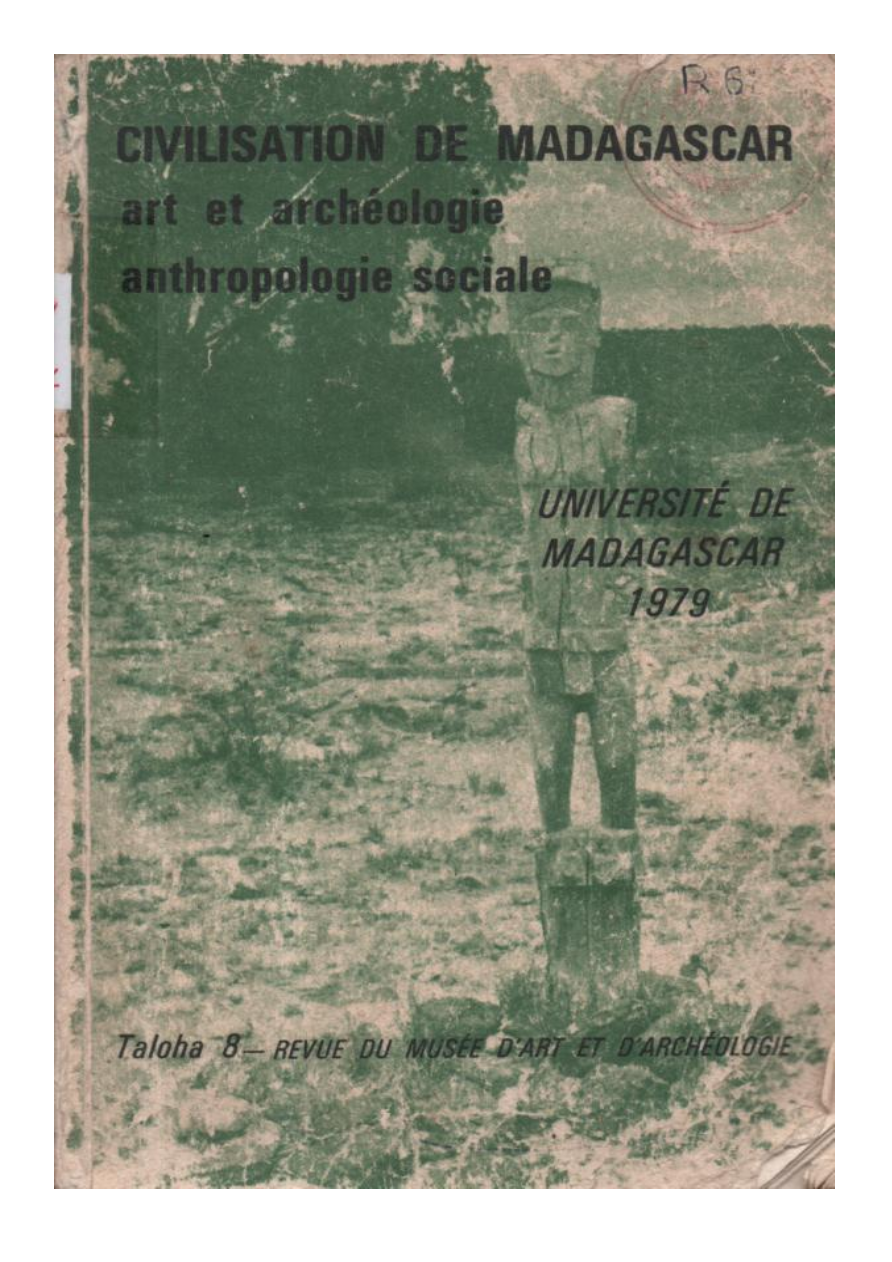 R 6
CIVILISATION DE MADAGASCAR
art et archéologie
anthropologie sociale
UNIVERSITÉ DE
MADAGASCAR
1979
Taloha 8 — REVUE DU MUSÉE D'ART ET D'ARCHÉOLOGIE